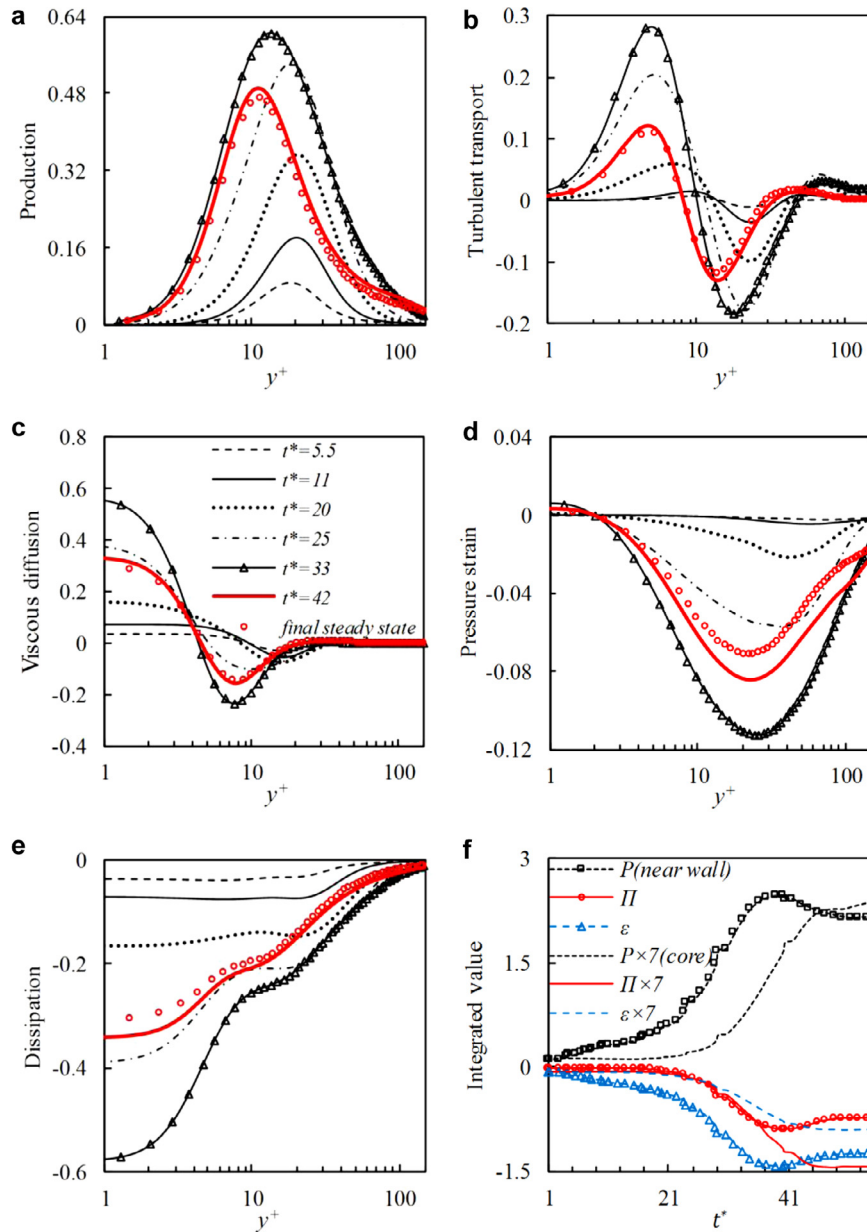 a
0.64
0.48
0.32
0.16
0
Production
1
10
100
y+
b
0.3
0.2
0.1
0
-0.1
-0.2
Turbulent transport
1
10
100
y+
c
0.8
0.6
0.4
0.2
0
-0.2
-0.4
Viscous diffusion
t*=5.5
t*=11
t*=20
t*=25
t*=33
t*=42
final steady state
1
10
100
y+
d
0.04
0
-0.04
-0.08
-0.12
Pressure strain
1
10
100
y+
e
0
-0.2
-0.4
-0.6
Dissipation
1
10
100
y+
f
3
1.5
0
-1.5
Integrated value
P(near wall)
Π
ε
P×7(core)
Π×7
ε×7
1
21
41
t*